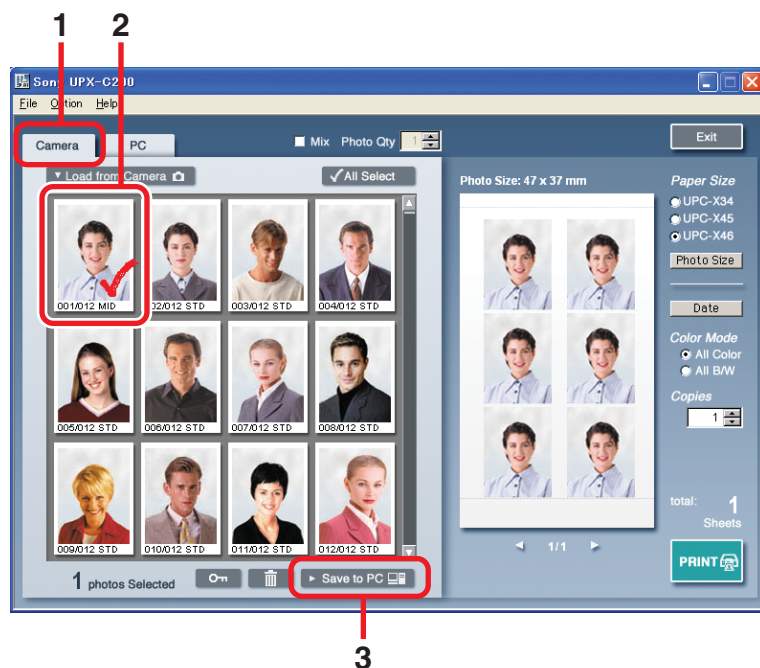 1 2
Sony UPX-C200
File Option Help
Camera PC Mix Photo Qty 1 Exit
Load from Camera All Select
Photo Size: 47 x 37 mm
Paper Size
UPC-X34
UPC-X45
UPC-X46
Photo Size
001/012 MID 002/012 STD 003/012 STD 004/012 STD
Date
Color Mode
All Color
All B/W
Copies
1
005/012 STD 006/012 STD 007/012 STD 008/012 STD
009/012 STD 010/012 STD 011/012 STD 012/012 STD
total: 1
Sheets
1/1
PRINT
1 photos Selected Save to PC
3